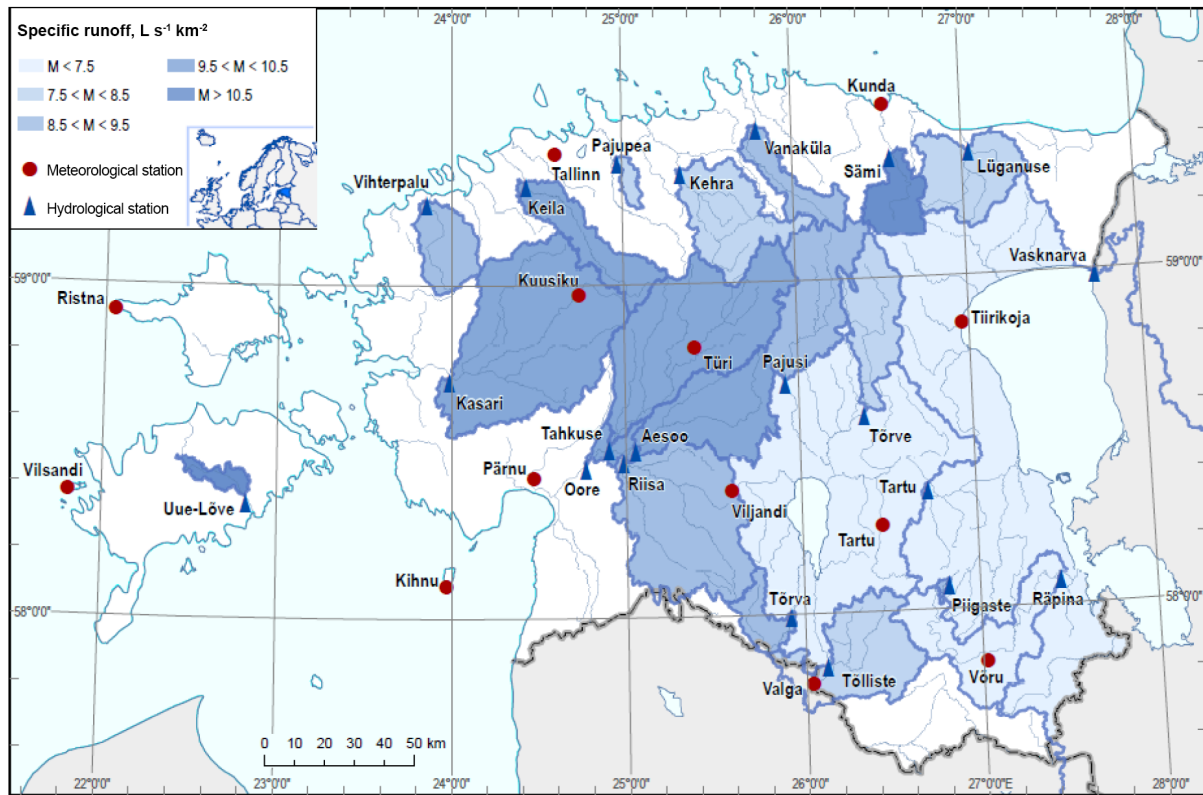 Specific runoff, L s⁻¹ km⁻²
M < 7.5
9.5 < M < 10.5
7.5 < M < 8.5
M > 10.5
8.5 < M < 9.5
Meteorological station
Hydrological station
24°0'0"
25°0'0"
26°0'0"
27°0'0"
28°0'0"
Kunda
Pajupea
Tallinn
Vanaküla
Sämi
Lüganuse
Vihterpalu
Kehra
Keila
Vasknarva
59°0'0"
59°0'0"
Kuusiku
Ristna
Tiirikoja
Türi
Pajusi
Kasari
Tahkuse
Aesoo
Tõrve
Vilsandi
Pärnu
Oore
Riisa
Tartu
Uue-Lõve
Viljandi
Tartu
Kihnu
58°0'0"
58°0'0"
Tõrva
Piigaste
Räpina
Valga
Tõlliste
Võru
0 10 20 30 40 50 km
22°0'0"
23°0'0"
24°0'0"
25°0'0"
26°0'0"
27°0'0"E
28°0'0"